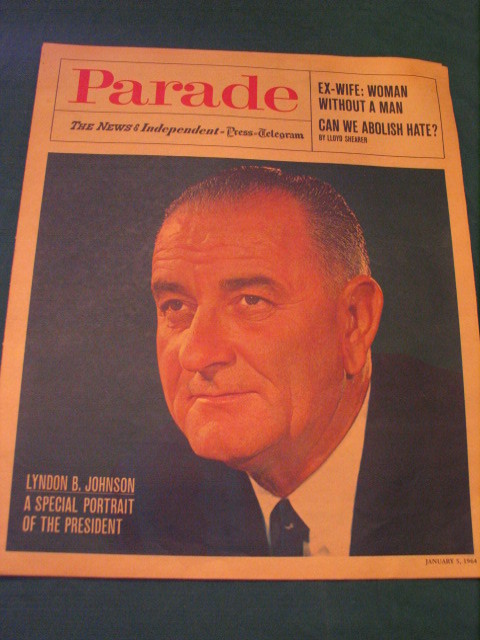 Parade
THE NEWS & Independent - Press-Telegram
EX-WIFE: WOMAN
WITHOUT A MAN
CAN WE ABOLISH HATE?
BY LLOYD SHEARER
LYNDON B. JOHNSON
A SPECIAL PORTRAIT
OF THE PRESIDENT
JANUARY 5, 1964